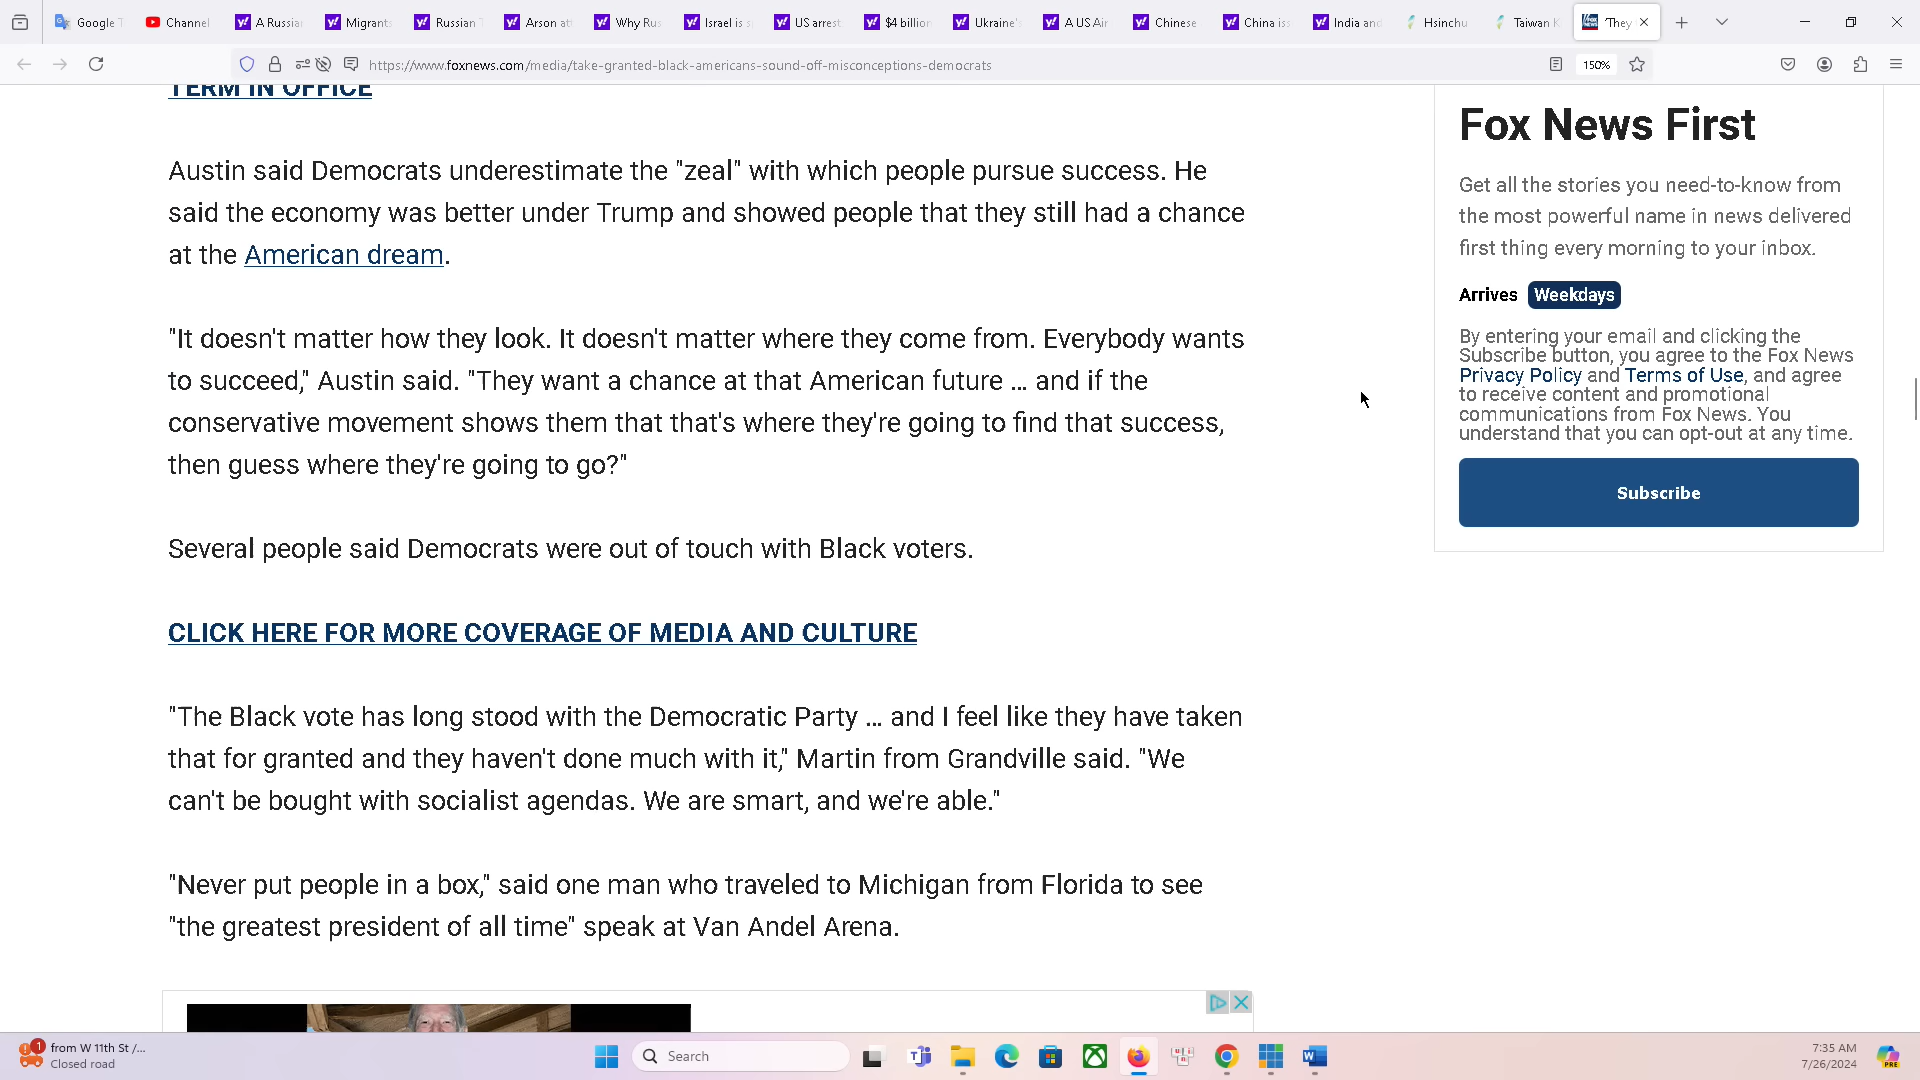 Google T
Channel
A Russia
Migrant
Russian T
Arson at
Why Rus
Israel is s
US arrest
$4 billion
Ukraine'
A US Air
Chinese
China iss
India and
Hsinchu
Taiwan K
'They
https://www.foxnews.com/media/take-granted-black-americans-sound-off-misconceptions-democrats
150%
TERM IN OFFICE
Austin said Democrats underestimate the "zeal" with which people pursue success. He
said the economy was better under Trump and showed people that they still had a chance
at the American dream.
"It doesn't matter how they look. It doesn't matter where they come from. Everybody wants
to succeed," Austin said. "They want a chance at that American future … and if the
conservative movement shows them that that's where they're going to find that success,
then guess where they're going to go?"
Several people said Democrats were out of touch with Black voters.
CLICK HERE FOR MORE COVERAGE OF MEDIA AND CULTURE
"The Black vote has long stood with the Democratic Party … and I feel like they have taken
that for granted and they haven't done much with it," Martin from Grandville said. "We
can't be bought with socialist agendas. We are smart, and we're able."
"Never put people in a box," said one man who traveled to Michigan from Florida to see
"the greatest president of all time" speak at Van Andel Arena.
Fox News First
Get all the stories you need-to-know from
the most powerful name in news delivered
first thing every morning to your inbox.
Arrives Weekdays
By entering your email and clicking the
Subscribe button, you agree to the Fox News
Privacy Policy and Terms of Use, and agree
to receive content and promotional
communications from Fox News. You
understand that you can opt-out at any time.
Subscribe
1
from W 11th St /...
Closed road
Search
7:35 AM
7/26/2024
PRE